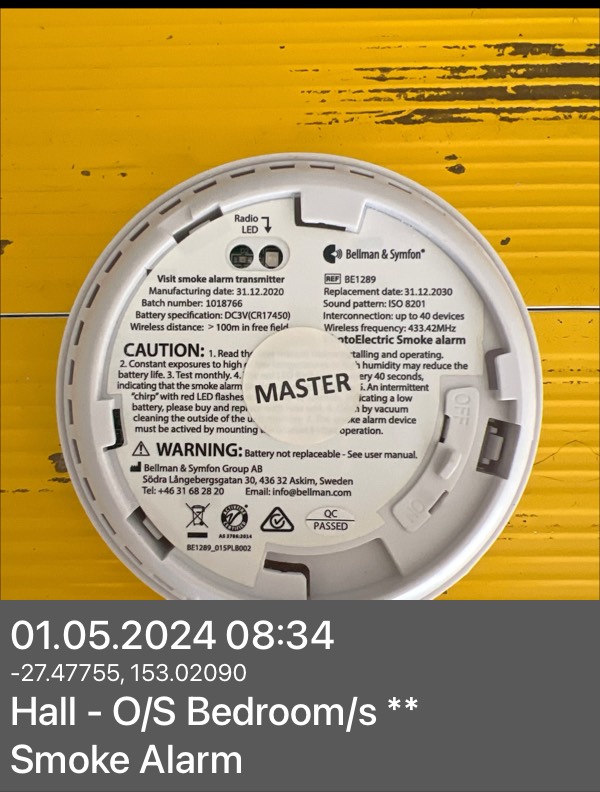 Radio
LED
Bellman & Symfon®
Visit smoke alarm transmitter
Manufacturing date: 31.12.2020
Batch number: 1018766
Battery specification: DC3V(CR17450)
Wireless distance: > 100m in free field
REF BE1289
Replacement date: 31.12.2030
Sound pattern: ISO 8201
Interconnection: up to 40 devices
Wireless frequency: 433.42MHz
toElectric Smoke alarm
CAUTION: 1. Read th talling and operating.
2. Constant exposures to high humidity may reduce the
battery life. 3. Test monthly. 4. ery 40 seconds,
indicating that the smoke alarm 5. An intermittent
"chirp" with red LED flashes icating a low
battery, please buy and rep by vacuum
cleaning the outside of the ke alarm device
must be actived by mounting
MASTER
OFF
ON
WARNING: Battery not replaceable - See user manual.
Bellman & Symfon Group AB
Södra Långebergsgatan 30, 436 32 Askim, Sweden
Tel: +46 31 68 28 20 Email: info@bellman.com
QC
PASSED
AS 3786:2014
BE1289_015PLB002
01.05.2024 08:34
-27.47755, 153.02090
Hall - O/S Bedroom/s **
Smoke Alarm